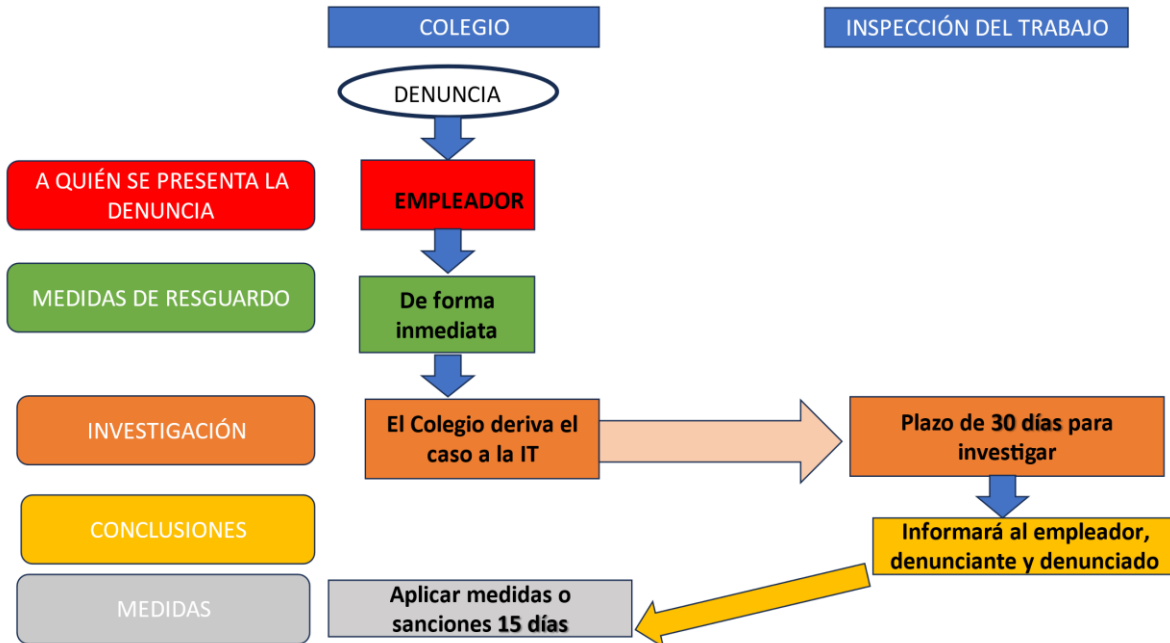 COLEGIO
INSPECCIÓN DEL TRABAJO
DENUNCIA
A QUIÉN SE PRESENTA LA
DENUNCIA
EMPLEADOR
MEDIDAS DE RESGUARDO
De forma
inmediata
INVESTIGACIÓN
El Colegio deriva el
caso a la IT
Plazo de 30 días para
investigar
CONCLUSIONES
Informará al empleador,
denunciante y denunciado
MEDIDAS
Aplicar medidas o
sanciones 15 días